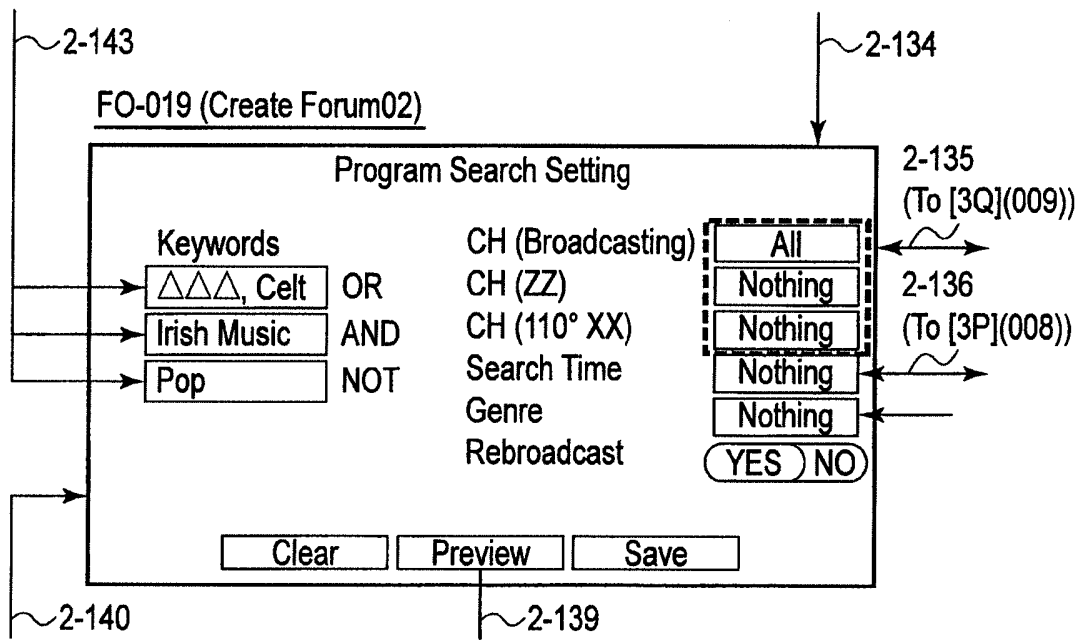 2-143
2-134
FO-019 (Create Forum02)
Program Search Setting
2-135
(To [3Q](009))
Keywords
CH (Broadcasting) All
△△△, Celt OR
CH (ZZ) Nothing
2-136
Irish Music AND
CH (110° XX) Nothing
(To [3P](008))
Pop NOT
Search Time Nothing
Genre Nothing
Rebroadcast YES NO
Clear Preview Save
2-140
2-139